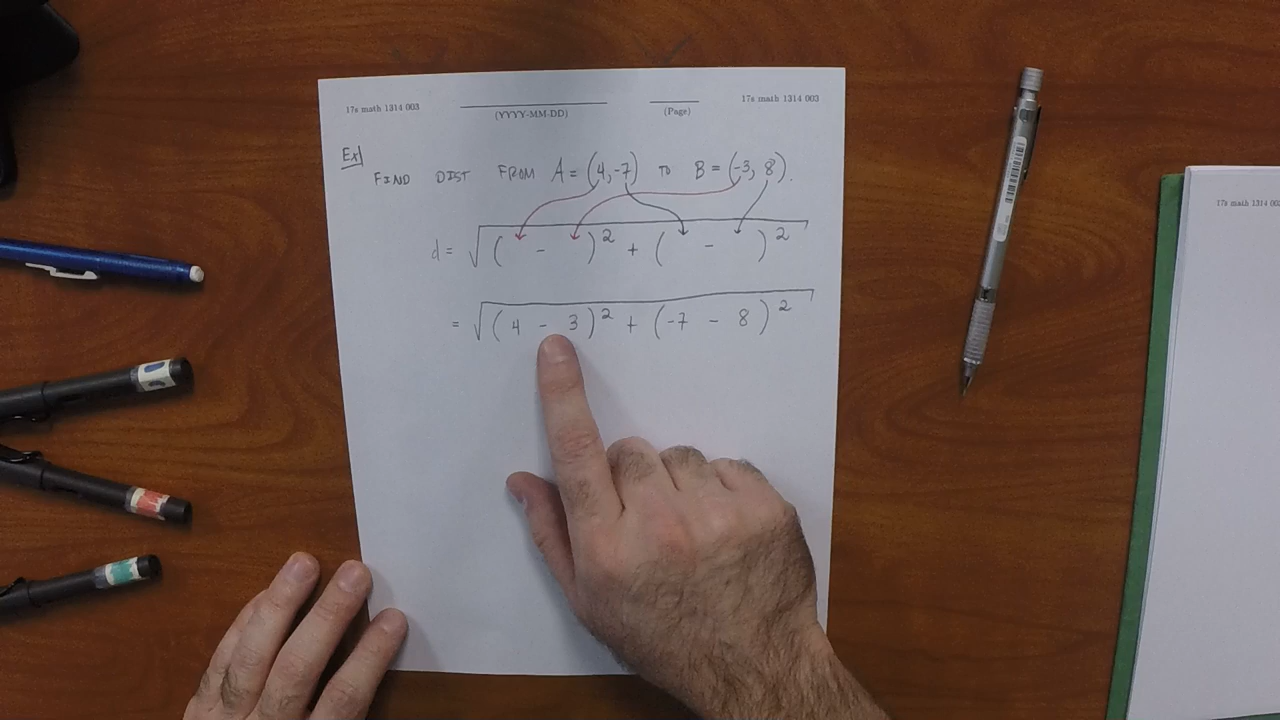 17s math 1314 003 (YYYY-MM-DD) (Page) 17s math 1314 003
Ex
FIND DIST FROM A = (4,-7) TO B = (-3, 8).
d = √( - )² + ( - )²
= √(4 - 3)² + (-7 - 8)²
17s math 1314 003